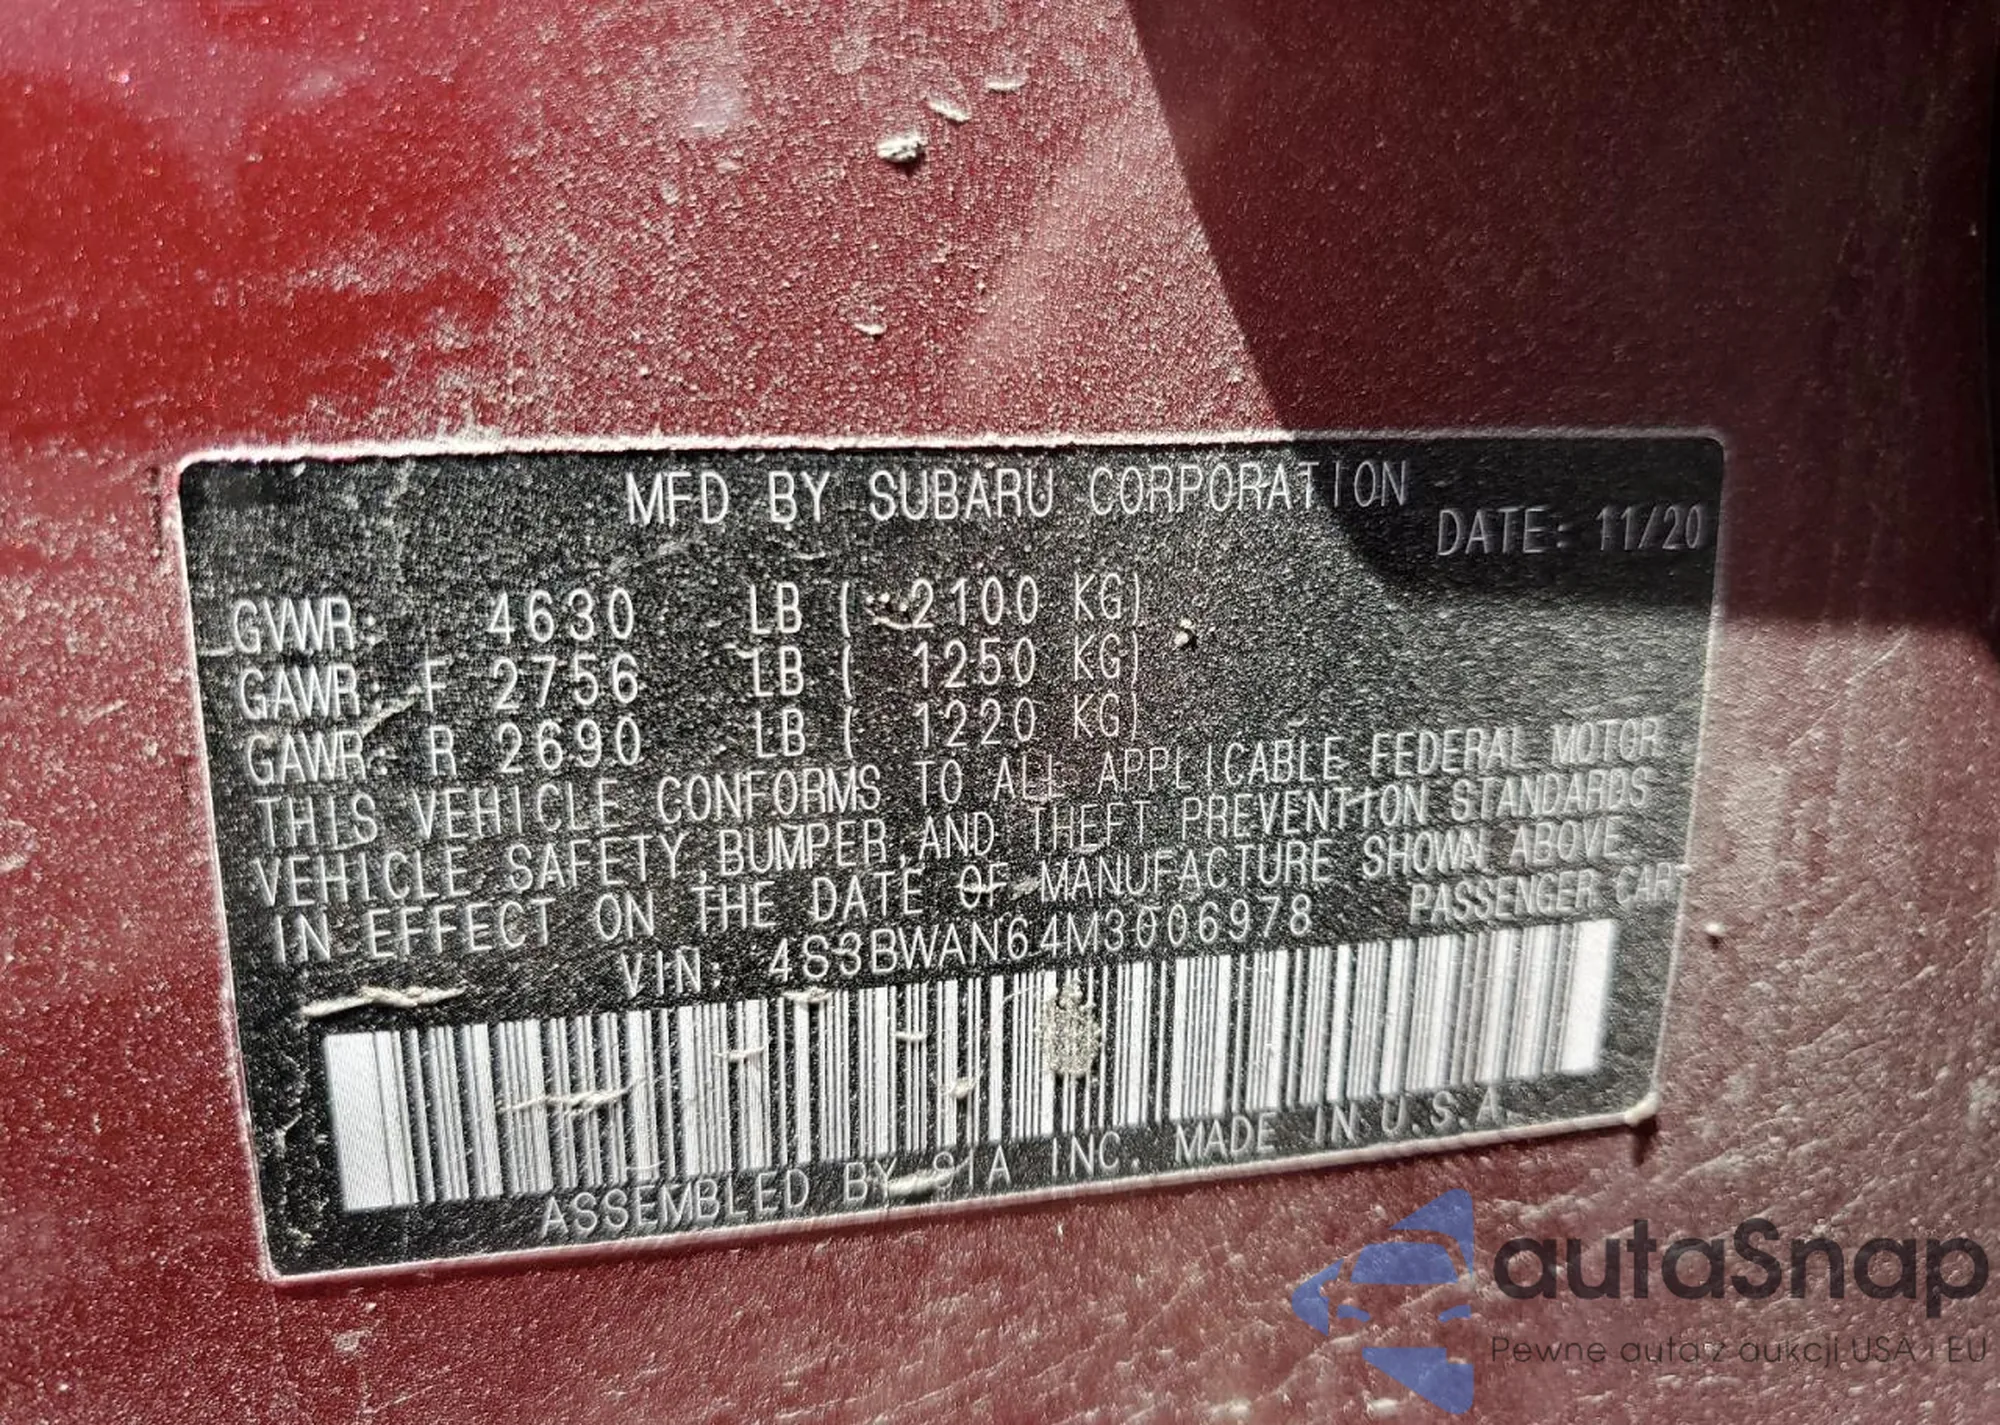 MFD BY SUBARU CORPORATION
DATE: 11/20
GVWR: 4630 LB ( 2100 KG)
GAWR: F 2756 LB ( 1250 KG)
GAWR: R 2690 LB ( 1220 KG)
THIS VEHICLE CONFORMS TO ALL APPLICABLE FEDERAL MOTOR
VEHICLE SAFETY, BUMPER, AND THEFT PREVENTION STANDARDS
IN EFFECT ON THE DATE OF MANUFACTURE SHOWN ABOVE.
VIN: 4S3BWAN64M3006978 PASSENGER CAR
ASSEMBLED BY SIA INC. MADE IN U.S.A.
autaSnap
Pewne auta z aukcji USA i EU